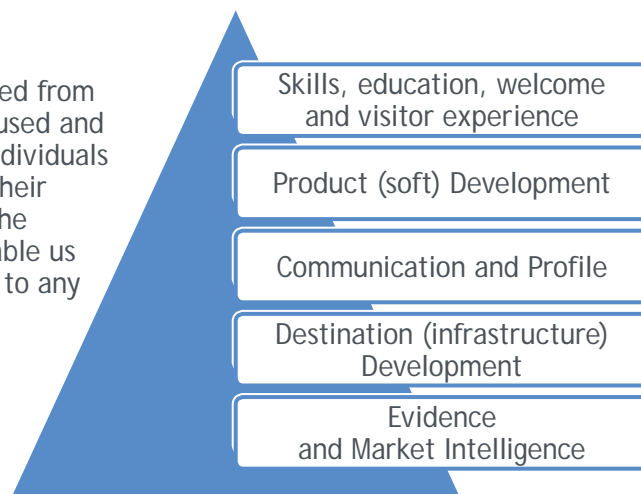 ed from
used and
dividuals
heir
he
able us
to any
Skills, education, welcome
and visitor experience
Product (soft) Development
Communication and Profile
Destination (infrastructure)
Development
Evidence
and Market Intelligence